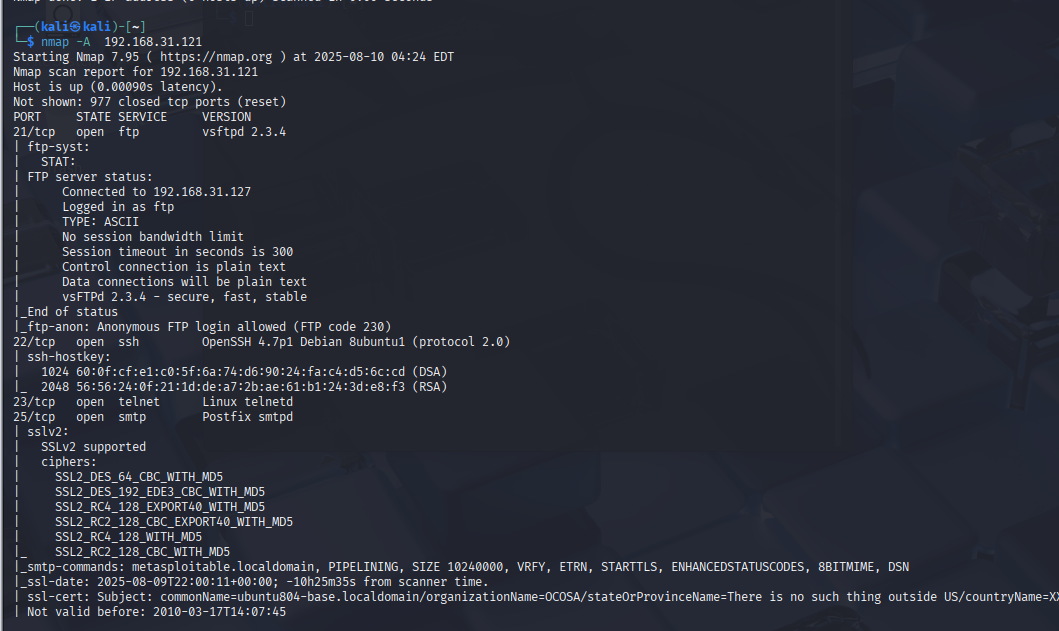 ┌──(kali㉿kali)-[~]
└─$ nmap -A  192.168.31.121
Starting Nmap 7.95 ( https://nmap.org ) at 2025-08-10 04:24 EDT
Nmap scan report for 192.168.31.121
Host is up (0.00090s latency).
Not shown: 977 closed tcp ports (reset)
PORT     STATE SERVICE     VERSION
21/tcp   open  ftp         vsftpd 2.3.4
| ftp-syst:
|   STAT:
| FTP server status:
|      Connected to 192.168.31.127
|      Logged in as ftp
|      TYPE: ASCII
|      No session bandwidth limit
|      Session timeout in seconds is 300
|      Control connection is plain text
|      Data connections will be plain text
|      vsFTPd 2.3.4 - secure, fast, stable
|_End of status
|_ftp-anon: Anonymous FTP login allowed (FTP code 230)
22/tcp   open  ssh         OpenSSH 4.7p1 Debian 8ubuntu1 (protocol 2.0)
| ssh-hostkey:
|   1024 60:0f:cf:e1:c0:5f:6a:74:d6:90:24:fa:c4:d5:6c:cd (DSA)
|_  2048 56:56:24:0f:21:1d:de:a7:2b:ae:61:b1:24:3d:e8:f3 (RSA)
23/tcp   open  telnet      Linux telnetd
25/tcp   open  smtp        Postfix smtpd
| sslv2:
|   SSLv2 supported
|   ciphers:
|     SSL2_DES_64_CBC_WITH_MD5
|     SSL2_DES_192_EDE3_CBC_WITH_MD5
|     SSL2_RC4_128_EXPORT40_WITH_MD5
|     SSL2_RC2_128_CBC_EXPORT40_WITH_MD5
|     SSL2_RC4_128_WITH_MD5
|_    SSL2_RC2_128_CBC_WITH_MD5
|_smtp-commands: metasploitable.localdomain, PIPELINING, SIZE 10240000, VRFY, ETRN, STARTTLS, ENHANCEDSTATUSCODES, 8BITMIME, DSN
|_ssl-date: 2025-08-09T22:00:11+00:00; -10h25m35s from scanner time.
| ssl-cert: Subject: commonName=ubuntu804-base.localdomain/organizationName=OCOSA/stateOrProvinceName=There is no such thing outside US/countryName=XX
| Not valid before: 2010-03-17T14:07:45